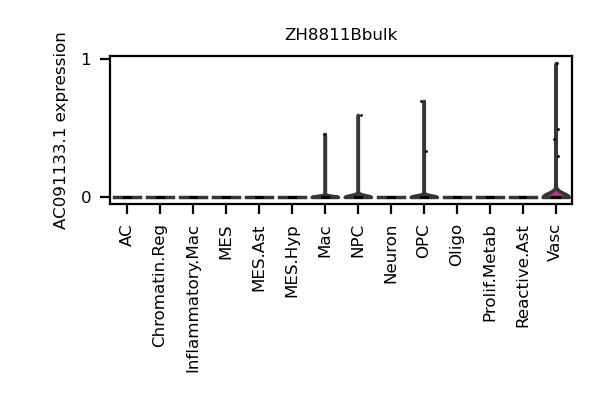 ZH8811Bbulk
AC091133.1 expression
1
0
AC
Chromatin.Reg
Inflammatory.Mac
MES
MES.Ast
MES.Hyp
Mac
NPC
Neuron
OPC
Oligo
Prolif.Metab
Reactive.Ast
Vasc